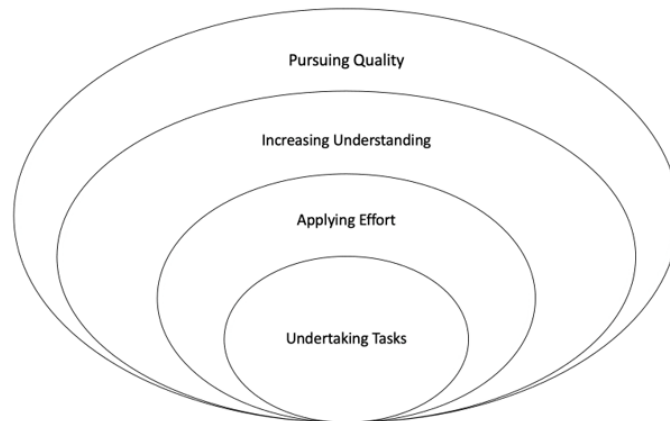 Pursuing Quality
Increasing Understanding
Applying Effort
Undertaking Tasks